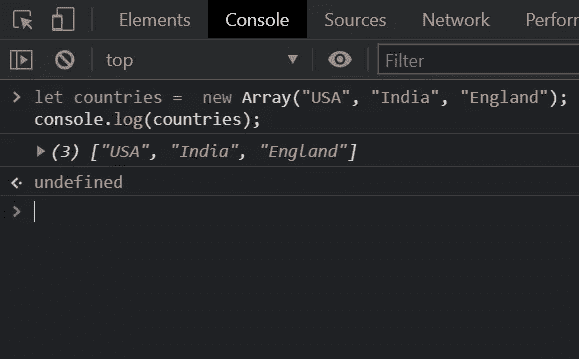 Elements Console Sources Network Perfor
top Filter
> let countries =  new Array("USA", "India", "England");
console.log(countries);
(3) ["USA", "India", "England"]
undefined
>